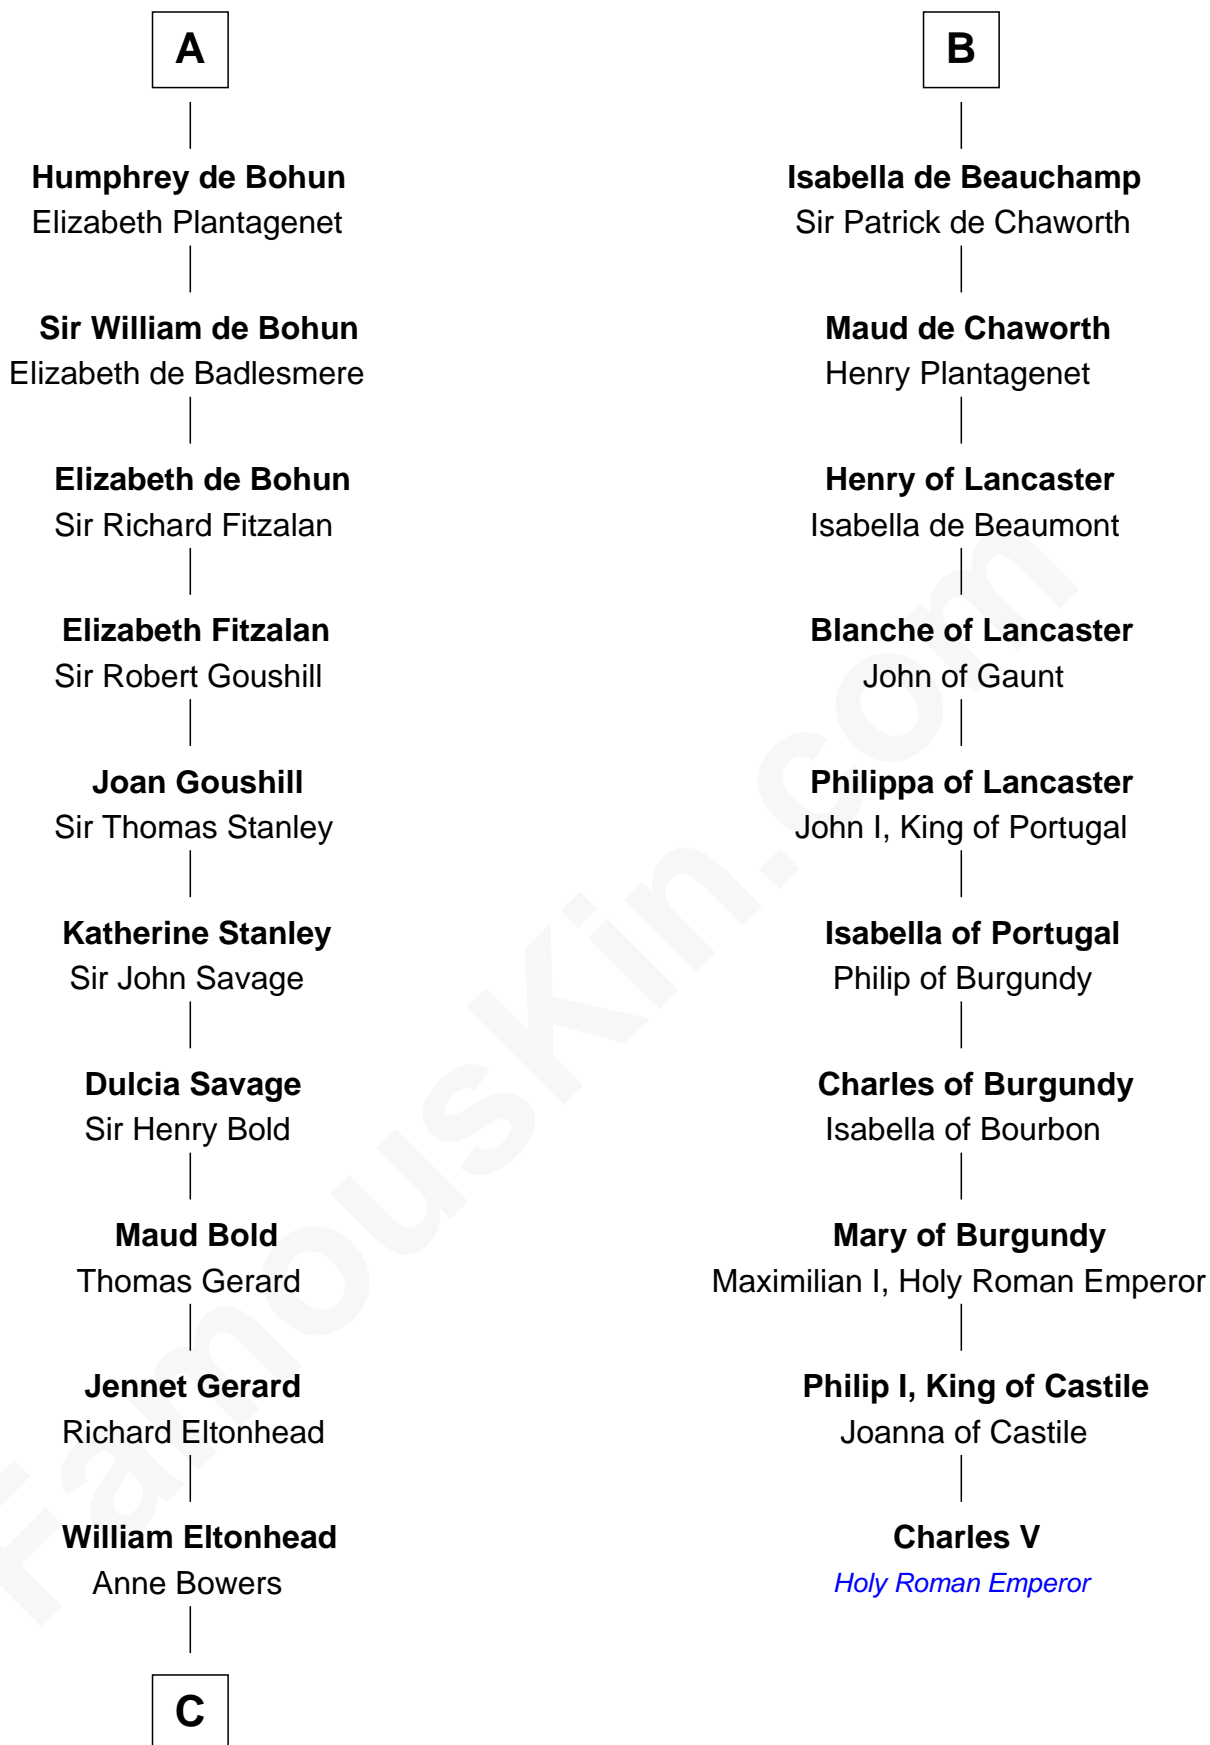 A
Humphrey de Bohun
Elizabeth Plantagenet
Sir William de Bohun
Elizabeth de Badlesmere
Elizabeth de Bohun
Sir Richard Fitzalan
Elizabeth Fitzalan
Sir Robert Goushill
Joan Goushill
Sir Thomas Stanley
Katherine Stanley
Sir John Savage
Dulcia Savage
Sir Henry Bold
Maud Bold
Thomas Gerard
Jennet Gerard
Richard Eltonhead
William Eltonhead
Anne Bowers
C
B
Isabella de Beauchamp
Sir Patrick de Chaworth
Maud de Chaworth
Henry Plantagenet
Henry of Lancaster
Isabella de Beaumont
Blanche of Lancaster
John of Gaunt
Philippa of Lancaster
John I, King of Portugal
Isabella of Portugal
Philip of Burgundy
Charles of Burgundy
Isabella of Bourbon
Mary of Burgundy
Maximilian I, Holy Roman Emperor
Philip I, King of Castile
Joanna of Castile
Charles V
Holy Roman Emperor
FamousKin.com